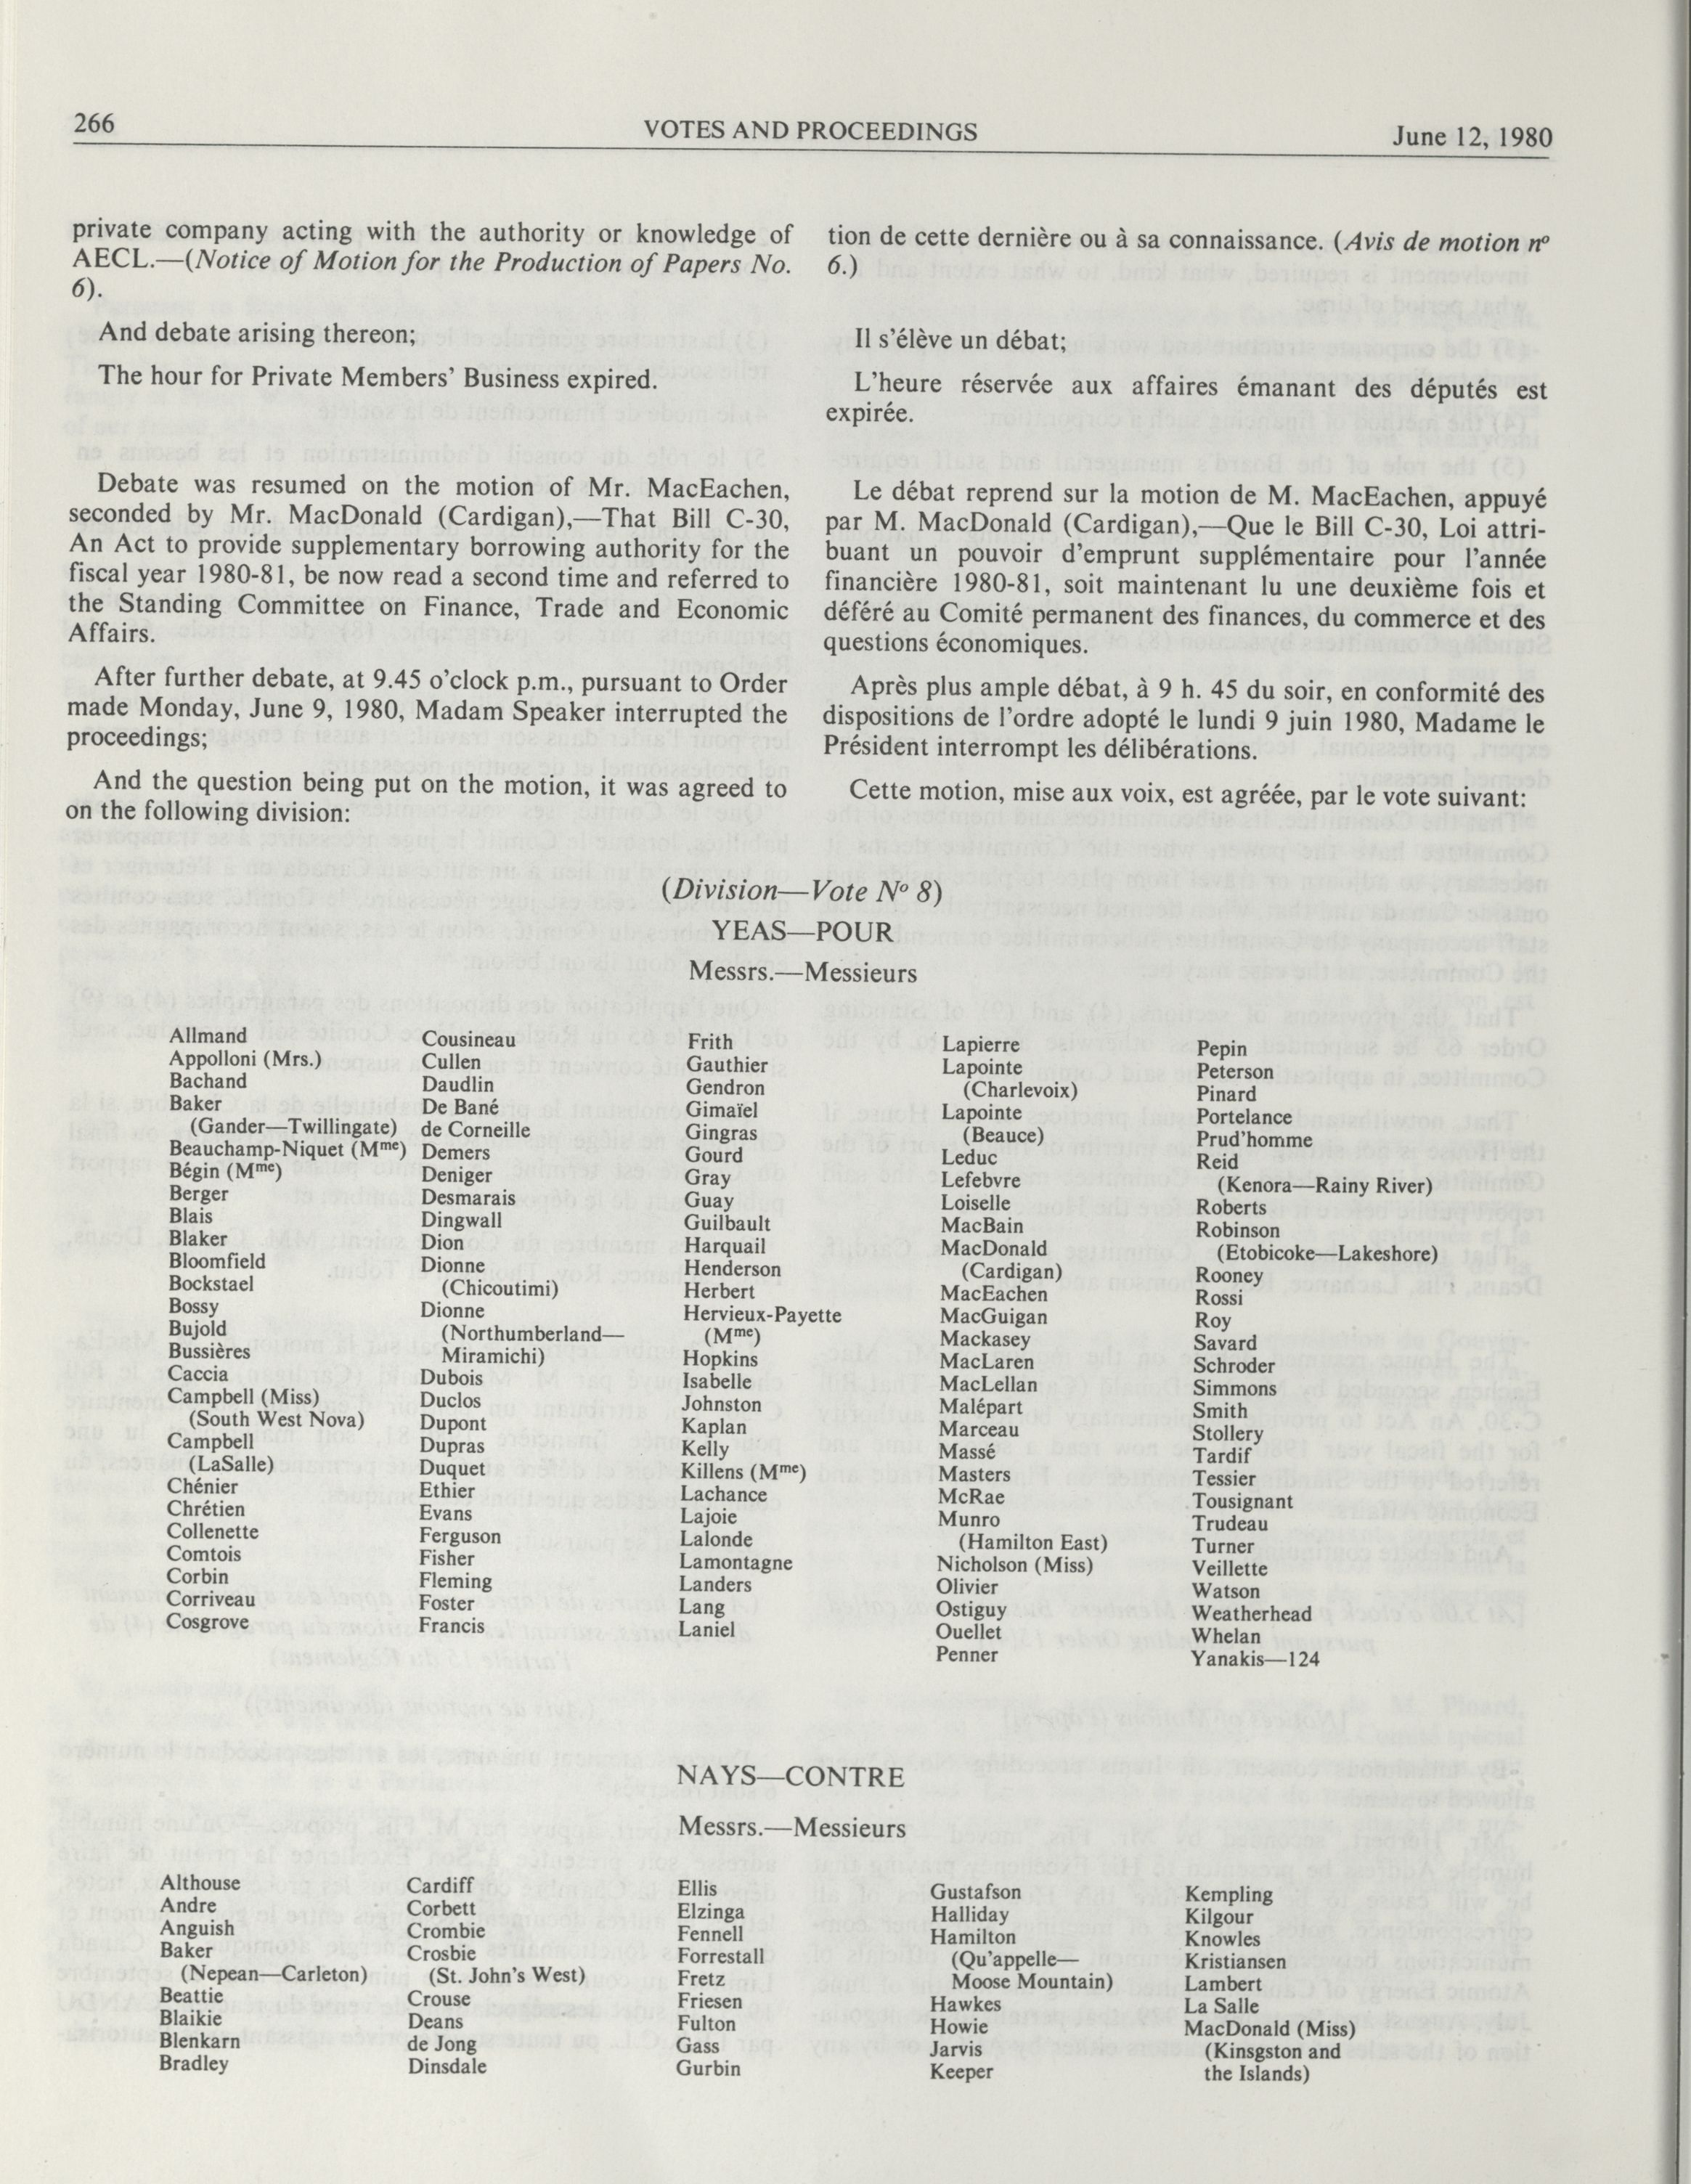 266
VOTES AND PROCEEDINGS
June 12, 1980
private company acting with the authority or knowledge of
AECL.—(Notice of Motion for the Production of Papers No.
6).
And debate arising thereon;
The hour for Private Members' Business expired.
Debate was resumed on the motion of Mr. MacEachen,
seconded by Mr. MacDonald (Cardigan),—That Bill C-30,
An Act to provide supplementary borrowing authority for the
fiscal year 1980-81, be now read a second time and referred to
the Standing Committee on Finance, Trade and Economic
Affairs.
After further debate, at 9.45 o'clock p.m., pursuant to Order
made Monday, June 9, 1980, Madam Speaker interrupted the
proceedings;
And the question being put on the motion, it was agreed to
on the following division:
tion de cette dernière ou à sa connaissance. (Avis de motion nº
6.)
Il s'élève un débat;
L'heure réservée aux affaires émanant des députés est
expirée.
Le débat reprend sur la motion de M. MacEachen, appuyé
par M. MacDonald (Cardigan),—Que le Bill C-30, Loi attri-
buant un pouvoir d'emprunt supplémentaire pour l'année
financière 1980-81, soit maintenant lu une deuxième fois et
déféré au Comité permanent des finances, du commerce et des
questions économiques.
Après plus ample débat, à 9 h. 45 du soir, en conformité des
dispositions de l'ordre adopté le lundi 9 juin 1980, Madame le
Président interrompt les délibérations.
Cette motion, mise aux voix, est agréée, par le vote suivant:
(Division—Vote Nº 8)
YEAS—POUR
Messrs.—Messieurs
Allmand
Appolloni (Mrs.)
Bachand
Baker
(Gander—Twillingate)
Beauchamp-Niquet (Mme)
Bégin (Mme)
Berger
Blais
Blaker
Bloomfield
Bockstael
Bossy
Bujold
Bussières
Caccia
Campbell (Miss)
(South West Nova)
Campbell
(LaSalle)
Chénier
Chrétien
Collenette
Comtois
Corbin
Corriveau
Cosgrove
Cousineau
Cullen
Daudlin
De Bané
de Corneille
Demers
Deniger
Desmarais
Dingwall
Dion
Dionne
(Chicoutimi)
Dionne
(Northumberland—
Miramichi)
Dubois
Duclos
Dupont
Dupras
Duquet
Ethier
Evans
Ferguson
Fisher
Fleming
Foster
Francis
Frith
Gauthier
Gendron
Gimaïel
Gingras
Gourd
Gray
Guay
Guilbault
Harquail
Henderson
Herbert
Hervieux-Payette
(Mme)
Hopkins
Isabelle
Johnston
Kaplan
Kelly
Killens (Mme)
Lachance
Lajoie
Lalonde
Lamontagne
Landers
Lang
Laniel
Lapierre
Lapointe
(Charlevoix)
Lapointe
(Beauce)
Leduc
Lefebvre
Loiselle
MacBain
MacDonald
(Cardigan)
MacEachen
MacGuigan
Mackasey
MacLaren
MacLellan
Malépart
Marceau
Massé
Masters
McRae
Munro
(Hamilton East)
Nicholson (Miss)
Olivier
Ostiguy
Ouellet
Penner
Pepin
Peterson
Pinard
Portelance
Prud'homme
Reid
(Kenora—Rainy River)
Roberts
Robinson
(Etobicoke—Lakeshore)
Rooney
Rossi
Roy
Savard
Schroder
Simmons
Smith
Stollery
Tardif
Tessier
Tousignant
Trudeau
Turner
Veillette
Watson
Weatherhead
Whelan
Yanakis—124
NAYS—CONTRE
Messrs.—Messieurs
Althouse
Andre
Anguish
Baker
(Nepean—Carleton)
Beattie
Blaikie
Blenkarn
Bradley
Cardiff
Corbett
Crombie
Crosbie
(St. John's West)
Crouse
Deans
de Jong
Dinsdale
Ellis
Elzinga
Fennell
Forrestall
Fretz
Friesen
Fulton
Gass
Gurbin
Gustafson
Halliday
Hamilton
(Qu'appelle—
Moose Mountain)
Hawkes
Howie
Jarvis
Keeper
Kempling
Kilgour
Knowles
Kristiansen
Lambert
La Salle
MacDonald (Miss)
(Kinsgston and
the Islands)